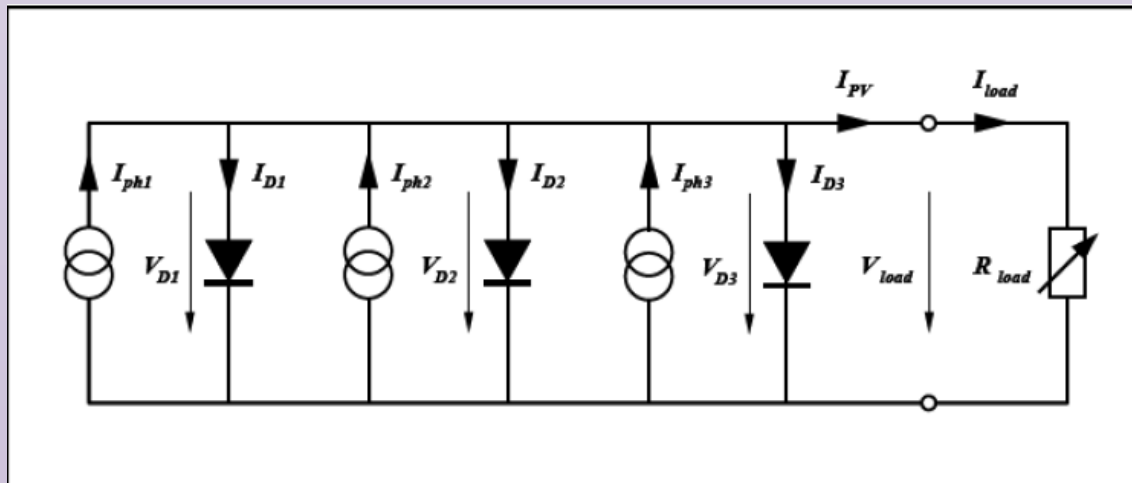 I_PV I_load
I_ph1 I_D1 I_ph2 I_D2 I_ph3 I_D3
V_D1 V_D2 V_D3 V_load R_load